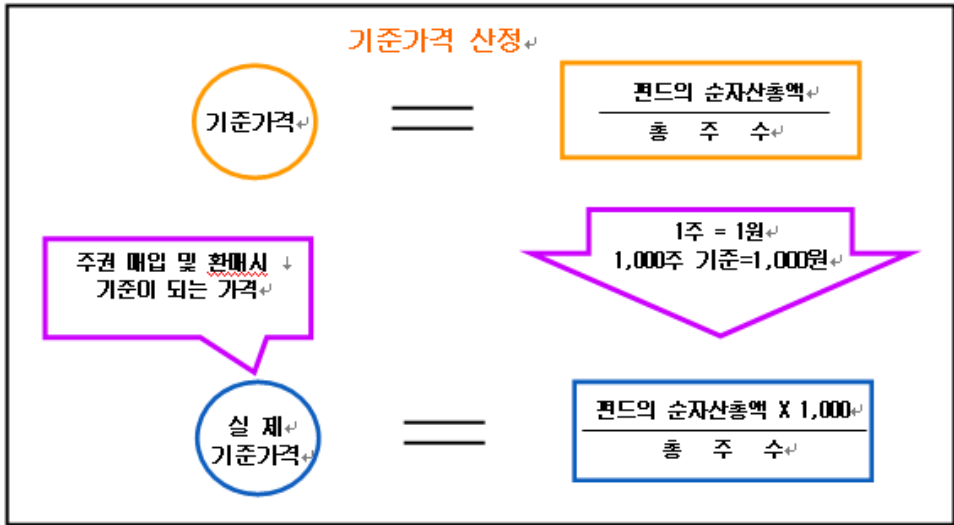 기준가격 산정
기준가격
펀드의 순자산총액
총 주 수
1주 = 1원
1,000주 기준=1,000원
주권 매입 및 환매시
기준이 되는 가격
실 제
기준가격
펀드의 순자산총액 X 1,000
총 주 수